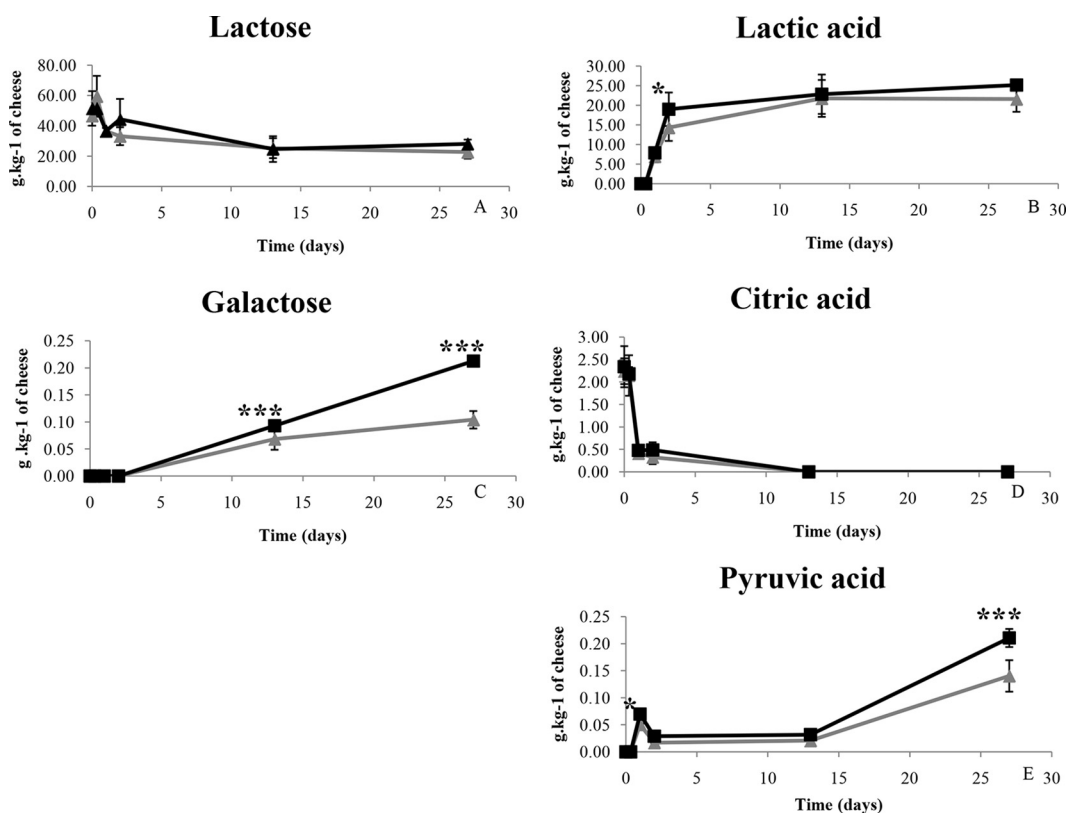 Lactose
g.kg-1 of cheese
80.00
60.00
40.00
20.00
0.00
0 5 10 15 20 25 30
A
Time (days)
Lactic acid
*
g.kg-1 of cheese
30.00
25.00
20.00
15.00
10.00
5.00
0.00
0 5 10 15 20 25 30
B
Time (days)
Galactose
***
***
g .kg-1 of cheese
0.25
0.20
0.15
0.10
0.05
0.00
0 5 10 15 20 25 30
C
Time (days)
Citric acid
g.kg-1 of cheese
3.00
2.50
2.00
1.50
1.00
0.50
0.00
0 5 10 15 20 25 30
D
Time (days)
Pyruvic acid
***
*
g.kg-1 of cheese
0.25
0.20
0.15
0.10
0.05
0.00
0 5 10 15 20 25 30
E
Time (days)